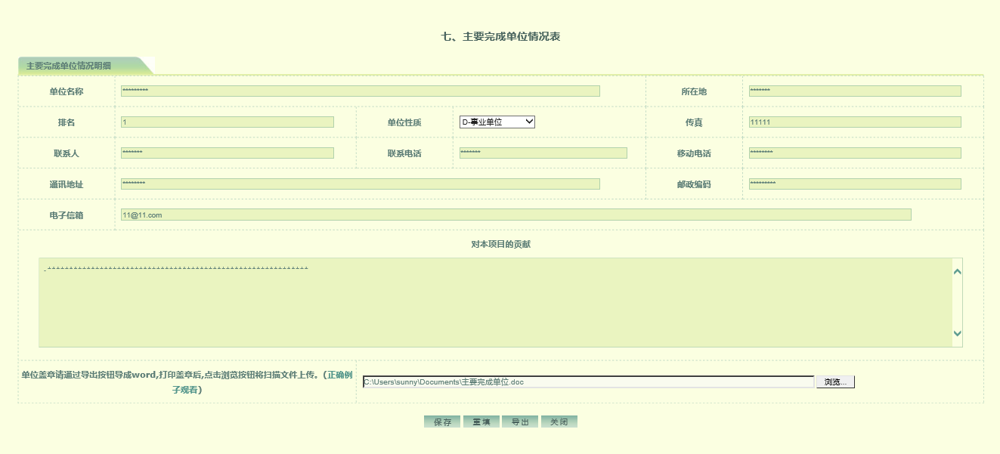 七、主要完成单位情况表
主要完成单位情况明细
单位名称 ********* 所在地 *******
排名 1 单位性质 D-事业单位 传真 11111
联系人 ******* 联系电话 ******* 移动电话 ********
通讯地址 ******** 邮政编码 *********
电子信箱 11@11.com
对本项目的贡献
单位盖章请通过导出按钮导成word,打印盖章后,点击浏览按钮将扫描文件上传。(正确例
子观看)
C:\Users\sunny\Documents\主要完成单位.doc 浏览...
保存 重填 导出 关闭